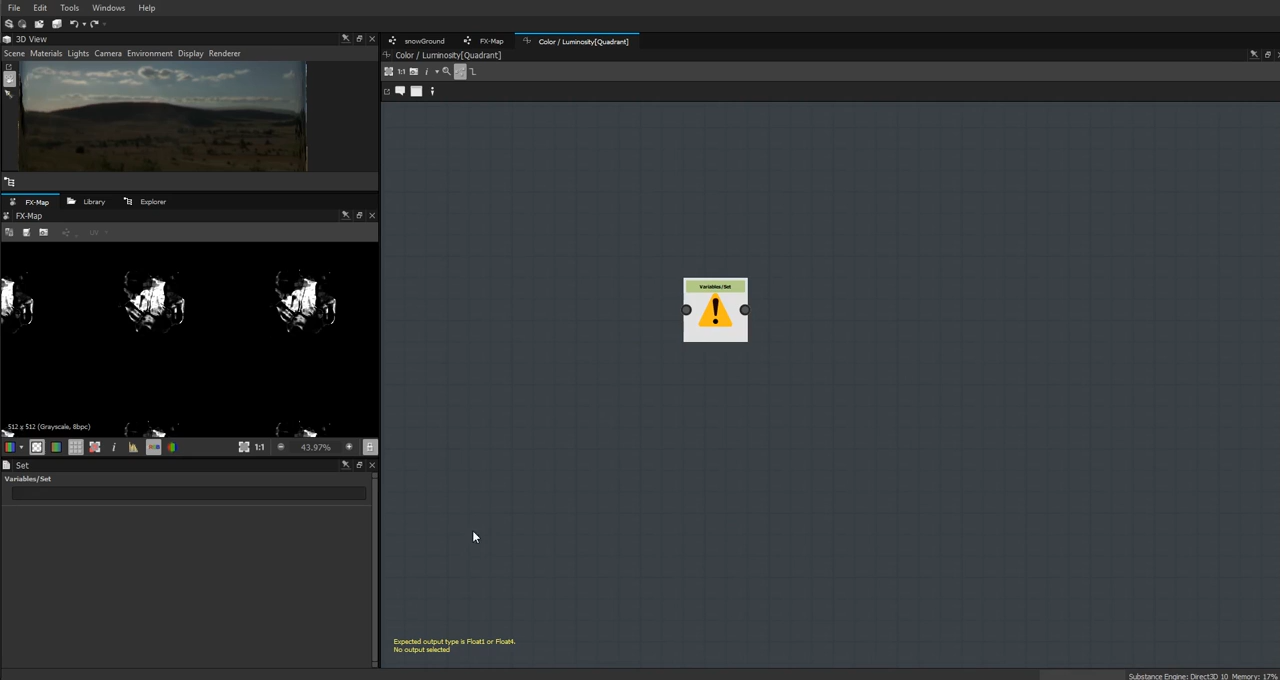 File Edit Tools Windows Help
3D View
Scene Materials Lights Camera Environment Display Renderer
FX-Map Library Explorer
FX-Map
UV
512 x 512 (Grayscale, 8bpc)
1:1 43.97%
Set
Variables/Set
snowGround FX-Map Color / Luminosity[Quadrant]
Color / Luminosity[Quadrant]
1:1
Variables/Set
Expected output type is Float1 or Float4.
No output selected
Substance Engine: Direct3D 10 Memory: 17%